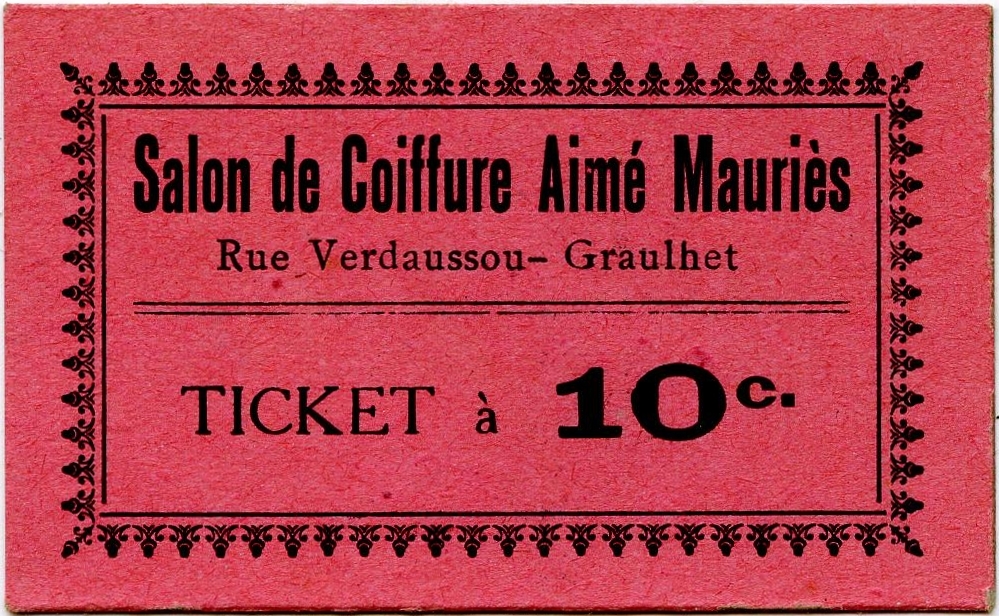 Salon de Coiffure Aimé Mauriès
Rue Verdaussou- Graulhet
TICKET à 10c.